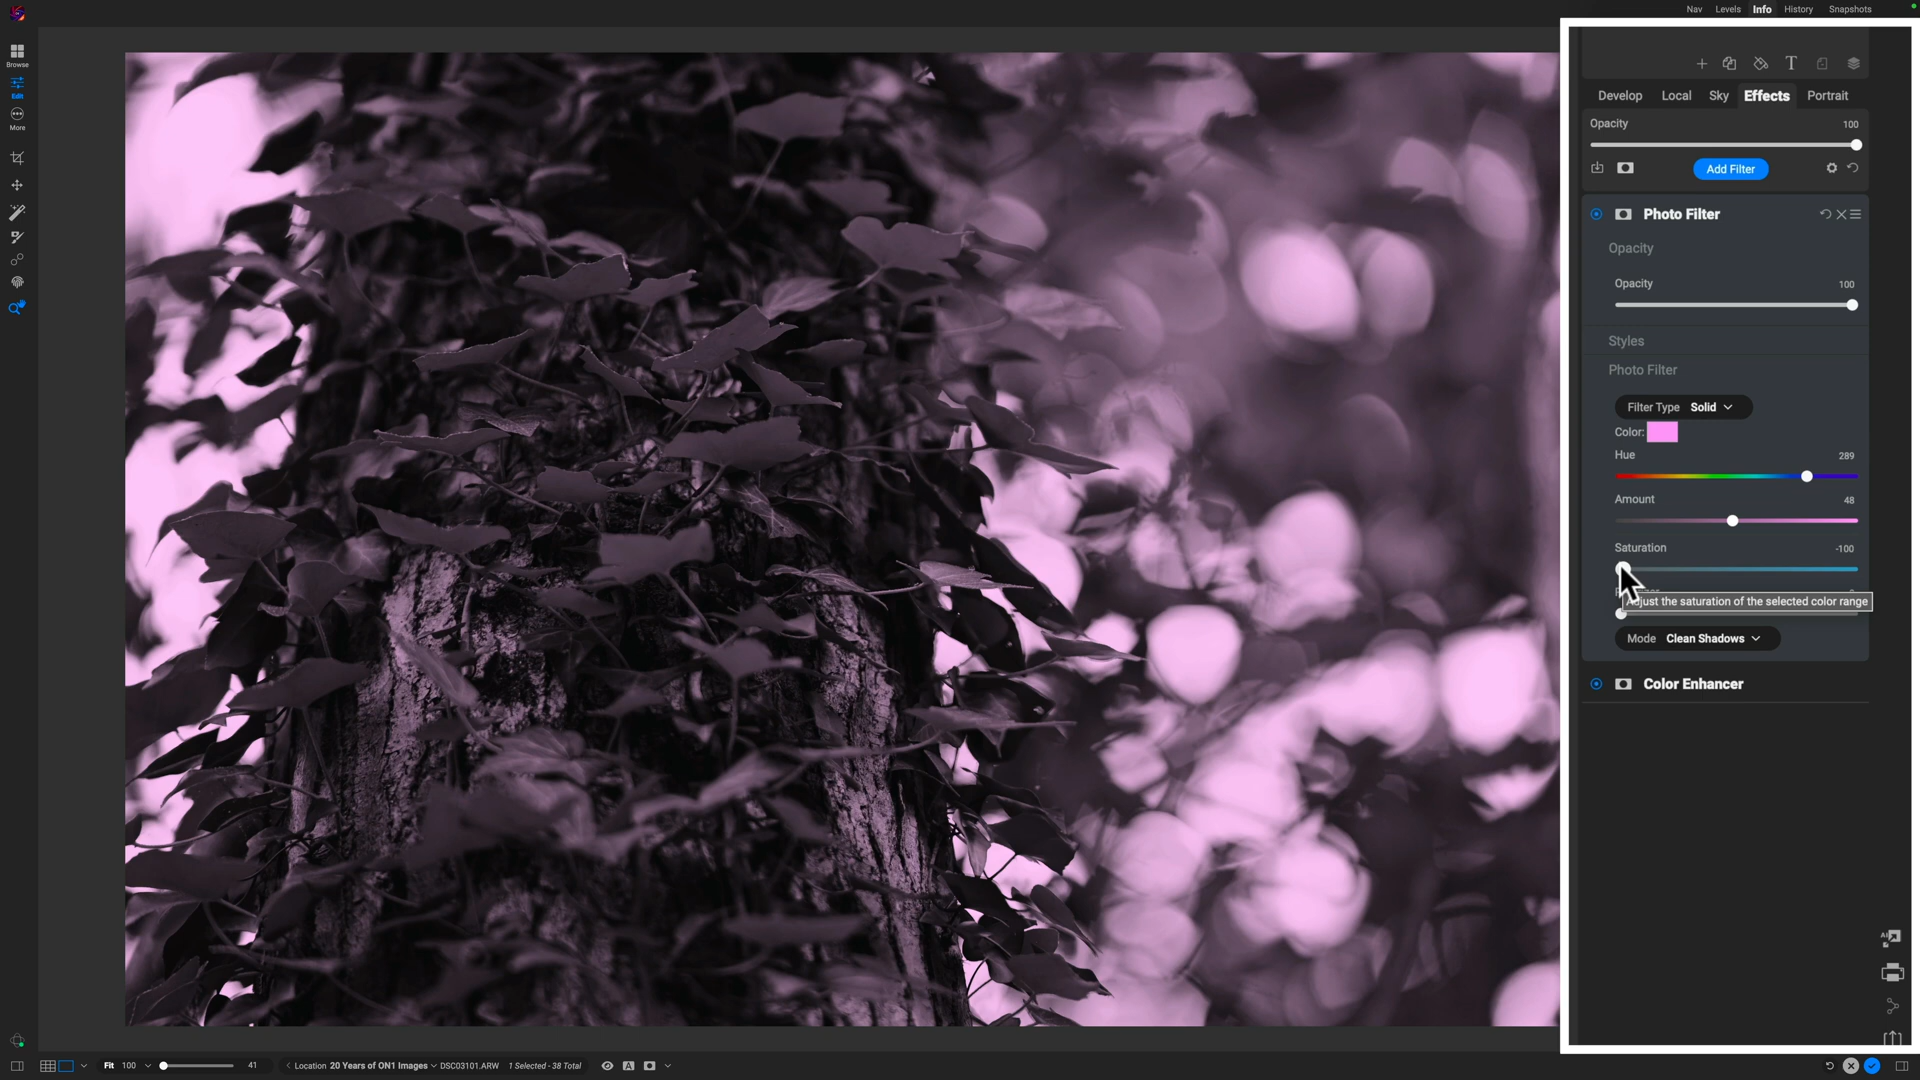 Nav Levels Info History Snapshots
Browse
Edit
More
T
Develop Local Sky Effects Portrait
Opacity 100
Add Filter
Photo Filter
Opacity
Opacity 100
Styles
Photo Filter
Filter Type Solid
Color:
Hue 289
Amount 48
Saturation -100
Adjust the saturation of the selected color range
Mode Clean Shadows
Color Enhancer
AI
Fit 100 41 Location 20 Years of ON1 Images DSC03101.ARW 1 Selected - 38 Total A